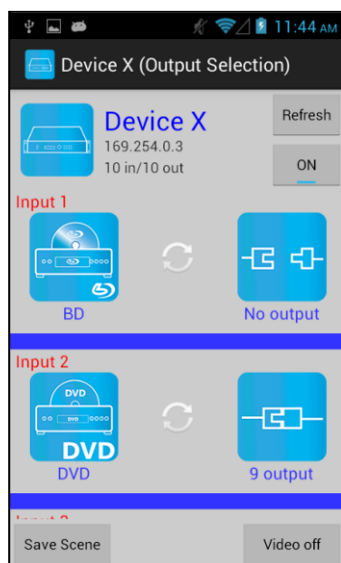 11:44 AM
Device X (Output Selection)
Device X
Refresh
169.254.0.3
10 in/10 out
ON
Input 1
BD
No output
Input 2
DVD
DVD
DVD
9 output
Save Scene
Video off